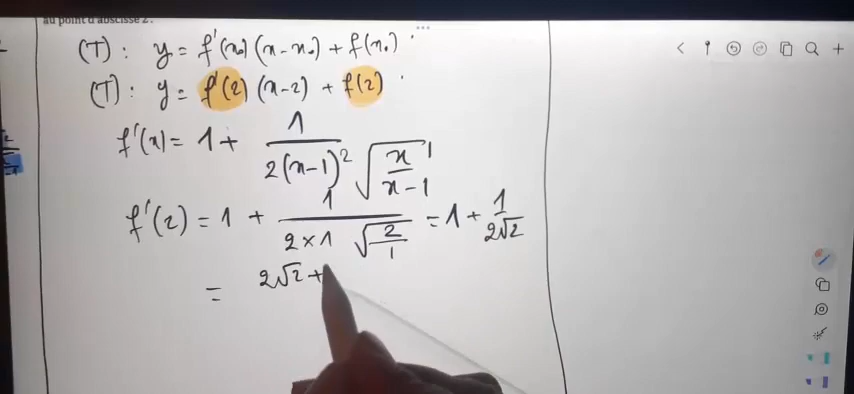 au point d'abscisse 2.
(T) : y = f'(x₀)(x-x₀) + f(x₀)
(T) : y = f'(2)(x-2) + f(2)
f'(x) = 1 + 1/(2(x-1)²√(x/(x-1)))
f'(2) = 1 + 1/(2×1√(2/1)) = 1 + 1/(2√2)
= 2√2 +